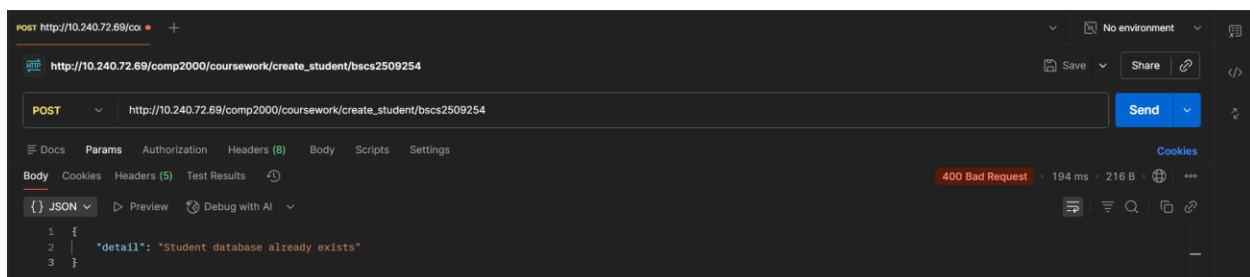 POST http://10.240.72.69/co No environment
HTTP http://10.240.72.69/comp2000/coursework/create_student/bscs2509254 Save Share
POST http://10.240.72.69/comp2000/coursework/create_student/bscs2509254 Send
Docs Params Authorization Headers (8) Body Scripts Settings Cookies
Body Cookies Headers (5) Test Results 400 Bad Request 194 ms 216 B
{} JSON Preview Debug with AI
1 {
2 "detail": "Student database already exists"
3 }